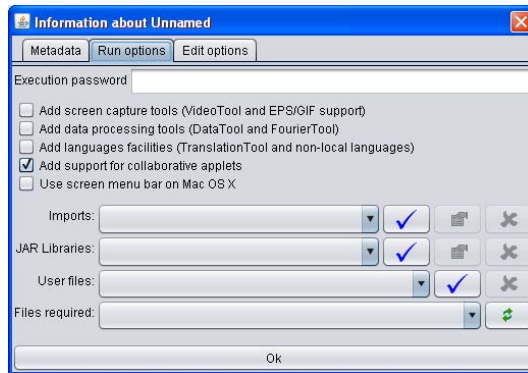 Information about Unnamed
Metadata Run options Edit options
Execution password
Add screen capture tools (VideoTool and EPS/GIF support)
Add data processing tools (DataTool and FourierTool)
Add languages facilities (TranslationTool and non-local languages)
Add support for collaborative applets
Use screen menu bar on Mac OS X
Imports:
JAR Libraries:
User files:
Files required:
Ok